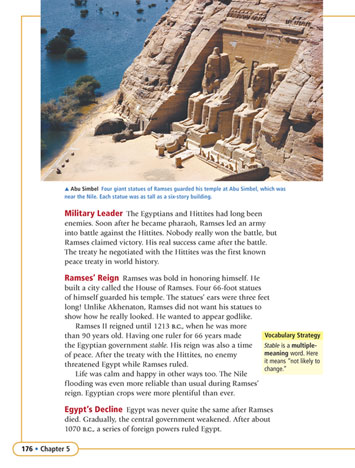 ▲ Abu Simbel Four giant statues of Ramses guarded his temple at Abu Simbel, which was
near the Nile. Each statue was as tall as a six-story building.
Military Leader The Egyptians and Hittites had long been
enemies. Soon after he became pharaoh, Ramses led an army
into battle against the Hittites. Nobody really won the battle, but
Ramses claimed victory. His real success came after the battle.
The treaty he negotiated with the Hittites was the first known
peace treaty in world history.
Ramses' Reign Ramses was bold in honoring himself. He
built a city called the House of Ramses. Four 66-foot statues
of himself guarded his temple. The statues' ears were three feet
long! Unlike Akhenaton, Ramses did not want his statues to
show how he really looked. He wanted to appear godlike.
Ramses II reigned until 1213 B.C., when he was more
than 90 years old. Having one ruler for 66 years made
the Egyptian government stable. His reign was also a time
of peace. After the treaty with the Hittites, no enemy
threatened Egypt while Ramses ruled.
Life was calm and happy in other ways too. The Nile
flooding was even more reliable than usual during Ramses'
reign. Egyptian crops were more plentiful than ever.
Vocabulary Strategy
Stable is a multiple-
meaning word. Here
it means "not likely to
change."
Egypt's Decline Egypt was never quite the same after Ramses
died. Gradually, the central government weakened. After about
1070 B.C., a series of foreign powers ruled Egypt.
176 • Chapter 5